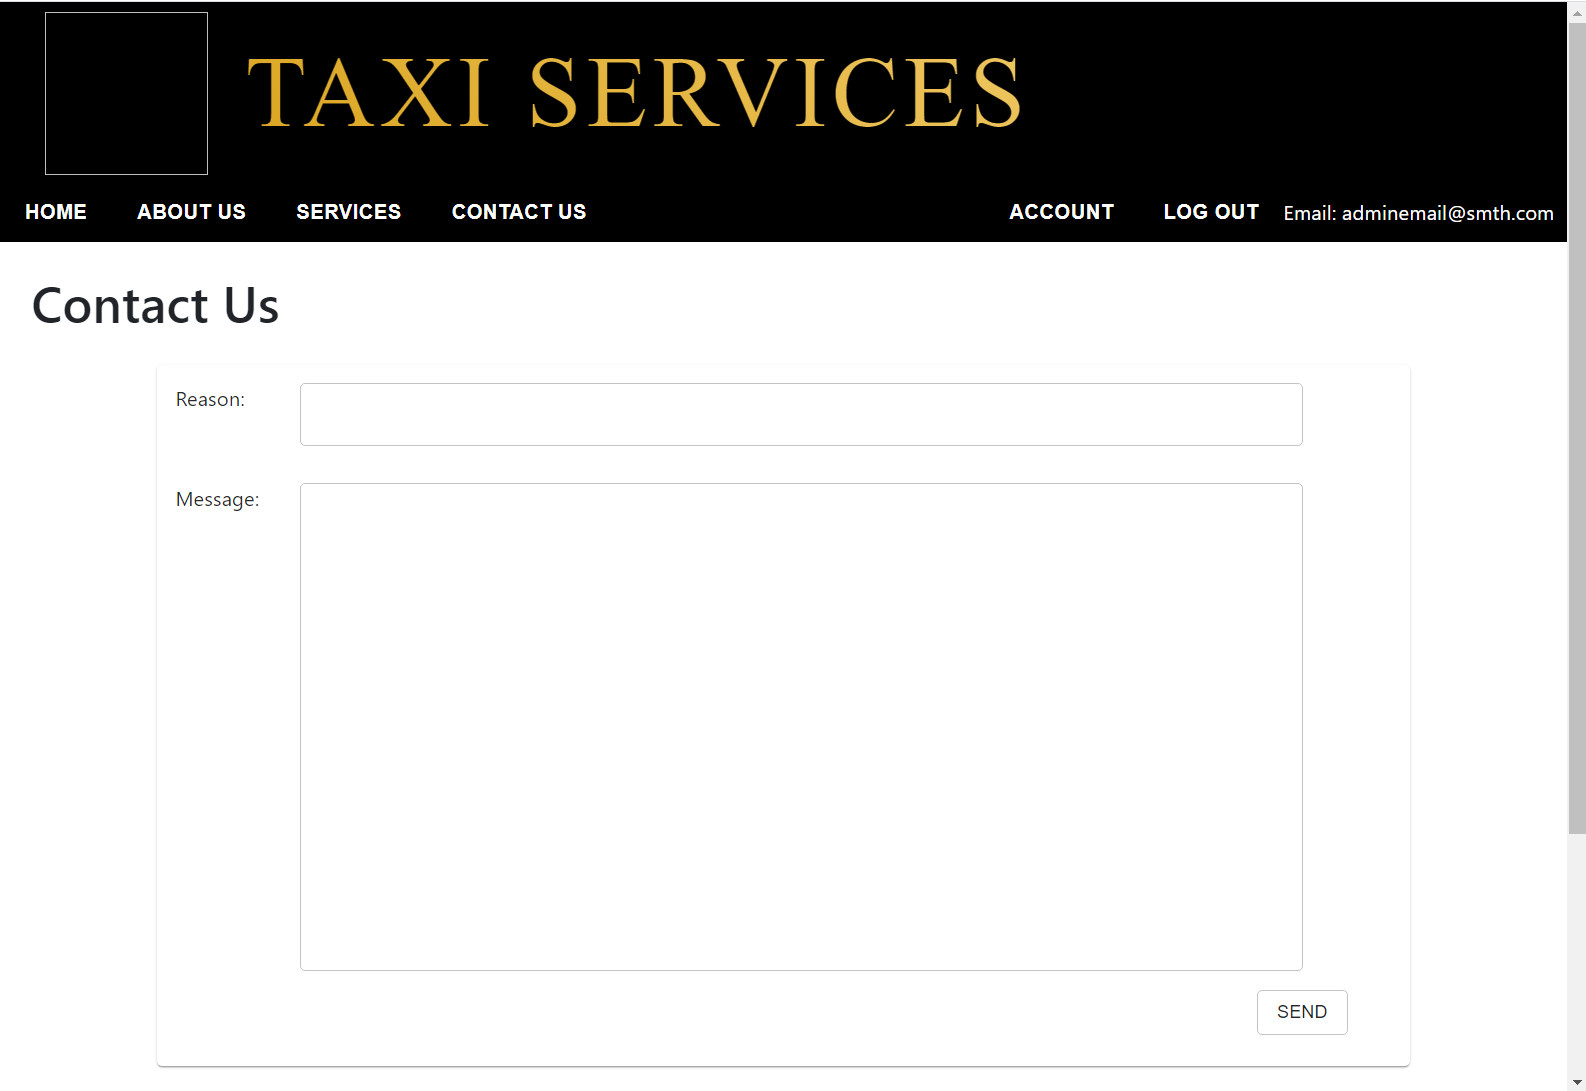 TAXI SERVICES
HOME ABOUT US SERVICES CONTACT US ACCOUNT LOG OUT Email: adminemail@smth.com
Contact Us
Reason:
Message:
SEND